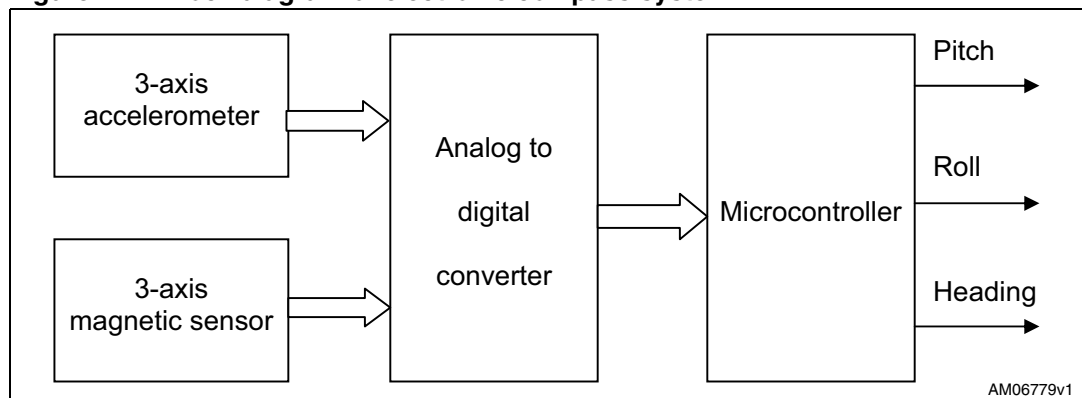 3-axis
accelerometer
3-axis
magnetic sensor
Analog to
digital
converter
Microcontroller
Pitch
Roll
Heading
AM06779v1